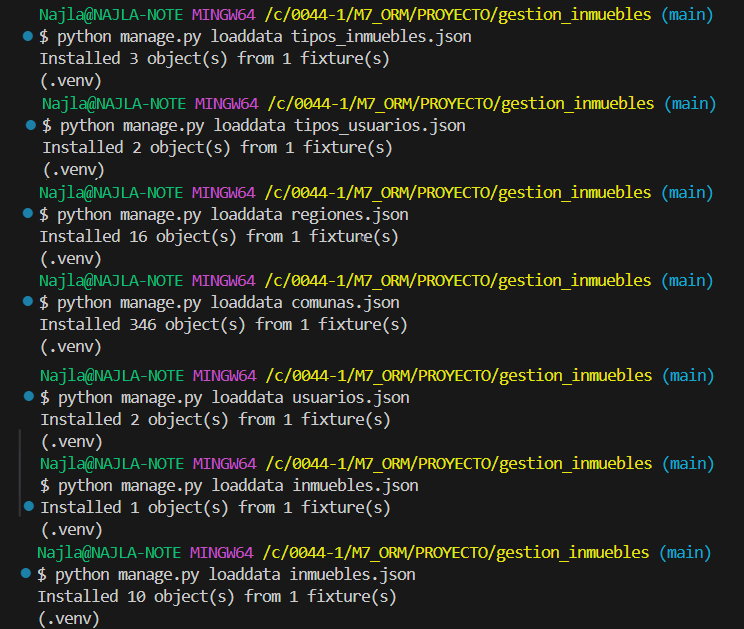 Najla@NAJLA-NOTE MINGW64 /c/0044-1/M7_ORM/PROYECTO/gestion_inmuebles (main)
$ python manage.py loaddata tipos_inmuebles.json
Installed 3 object(s) from 1 fixture(s)
(.venv)
Najla@NAJLA-NOTE MINGW64 /c/0044-1/M7_ORM/PROYECTO/gestion_inmuebles (main)
$ python manage.py loaddata tipos_usuarios.json
Installed 2 object(s) from 1 fixture(s)
(.venv)
Najla@NAJLA-NOTE MINGW64 /c/0044-1/M7_ORM/PROYECTO/gestion_inmuebles (main)
$ python manage.py loaddata regiones.json
Installed 16 object(s) from 1 fixture(s)
(.venv)
Najla@NAJLA-NOTE MINGW64 /c/0044-1/M7_ORM/PROYECTO/gestion_inmuebles (main)
$ python manage.py loaddata comunas.json
Installed 346 object(s) from 1 fixture(s)
(.venv)
Najla@NAJLA-NOTE MINGW64 /c/0044-1/M7_ORM/PROYECTO/gestion_inmuebles (main)
$ python manage.py loaddata usuarios.json
Installed 2 object(s) from 1 fixture(s)
(.venv)
Najla@NAJLA-NOTE MINGW64 /c/0044-1/M7_ORM/PROYECTO/gestion_inmuebles (main)
$ python manage.py loaddata inmuebles.json
Installed 1 object(s) from 1 fixture(s)
(.venv)
Najla@NAJLA-NOTE MINGW64 /c/0044-1/M7_ORM/PROYECTO/gestion_inmuebles (main)
$ python manage.py loaddata inmuebles.json
Installed 10 object(s) from 1 fixture(s)
(.venv)